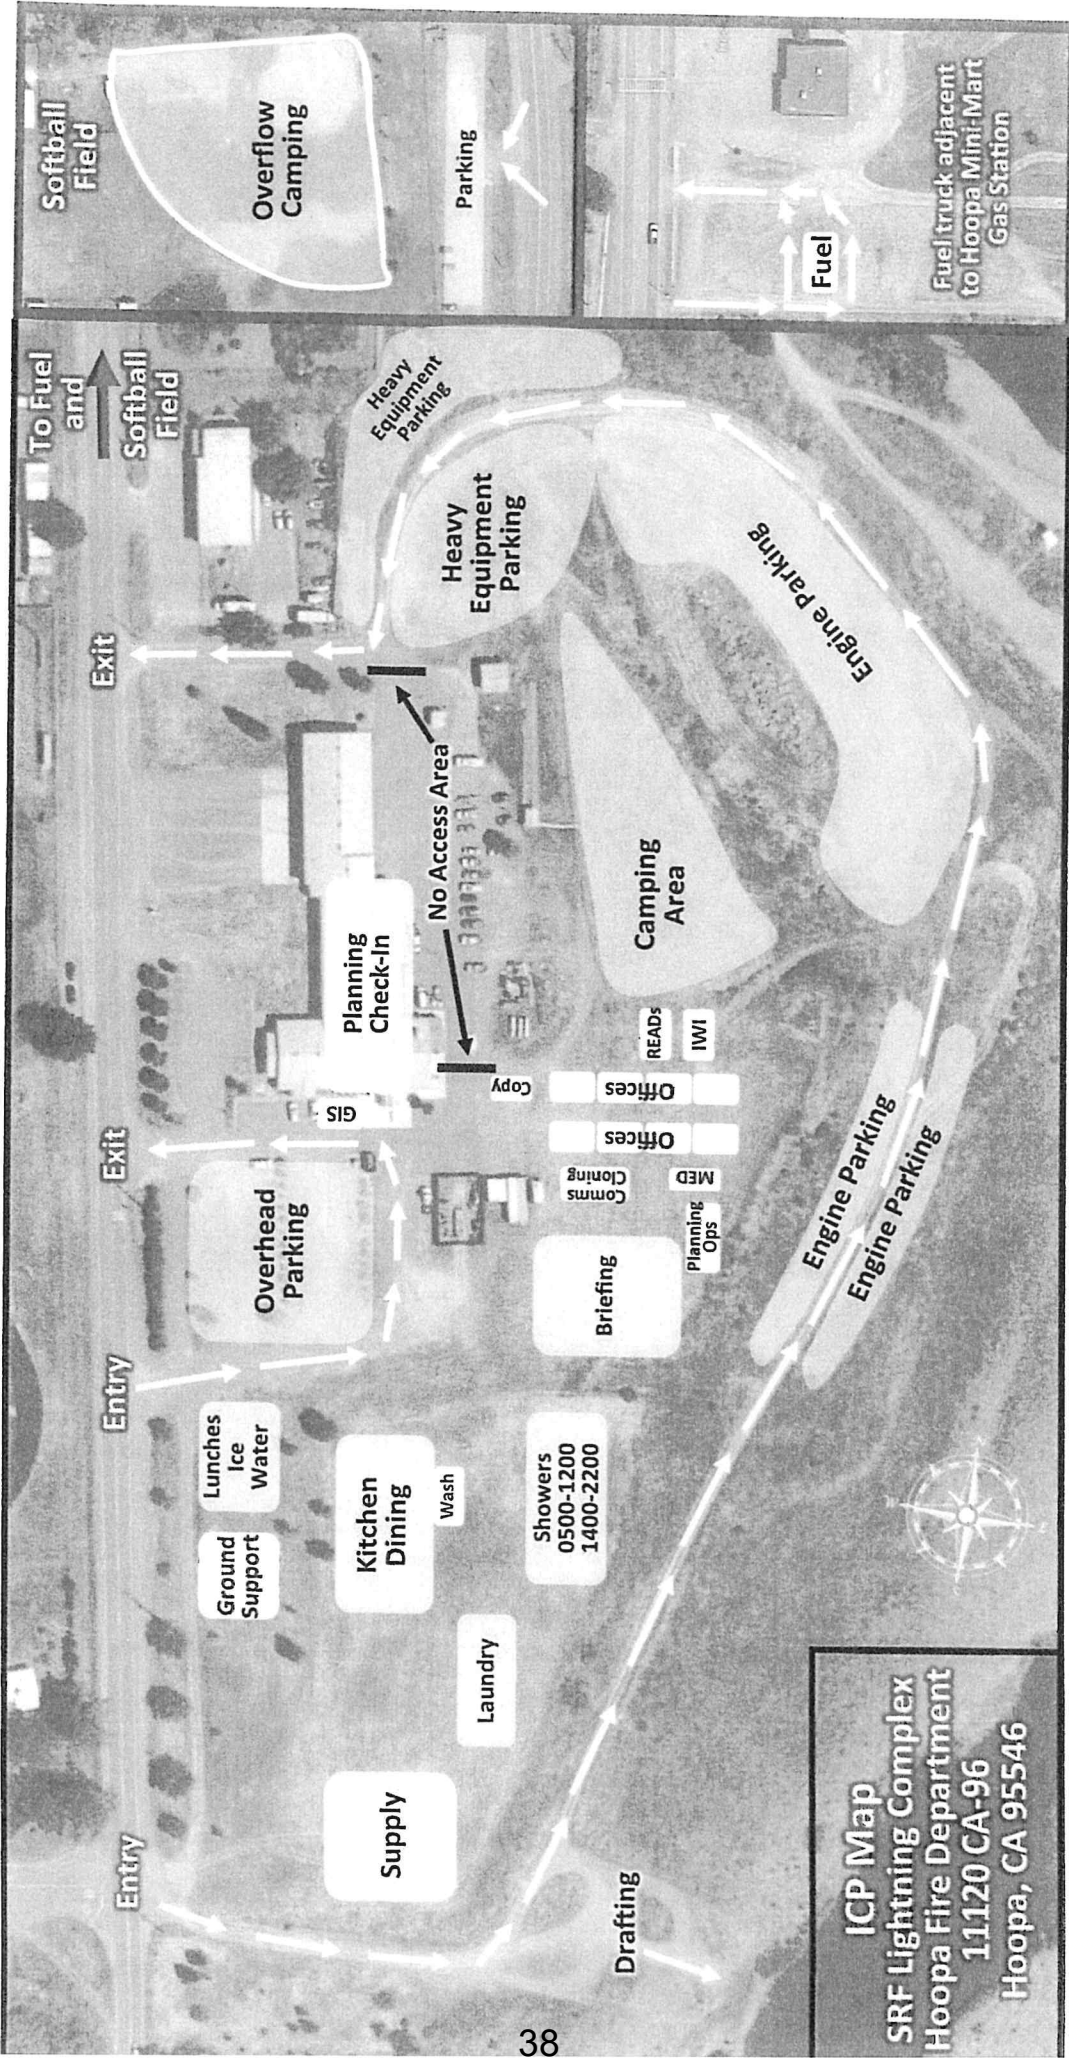 Softball
Field
Overflow
Camping
Parking
Fuel
Fuel truck adjacent
to Hoopa Mini-Mart
Gas Station
To Fuel
and
Softball
Field
Heavy
Equipment
Parking
Heavy
Equipment
Parking
Exit
No Access Area
Engine Parking
Camping
Area
Planning
Check-In
GIS
Copy
READs
IWI
Offices
Offices
Comms
Cloning
MED
Planning
Ops
Briefing
Exit
Overhead
Parking
Engine Parking
Engine Parking
Entry
Lunches
Ice
Water
Ground
Support
Kitchen
Dining
Wash
Showers
0500-1200
1400-2200
Laundry
Supply
Entry
Drafting
ICP Map
SRF Lightning Complex
Hoopa Fire Department
11120 CA-96
Hoopa, CA 95546
38